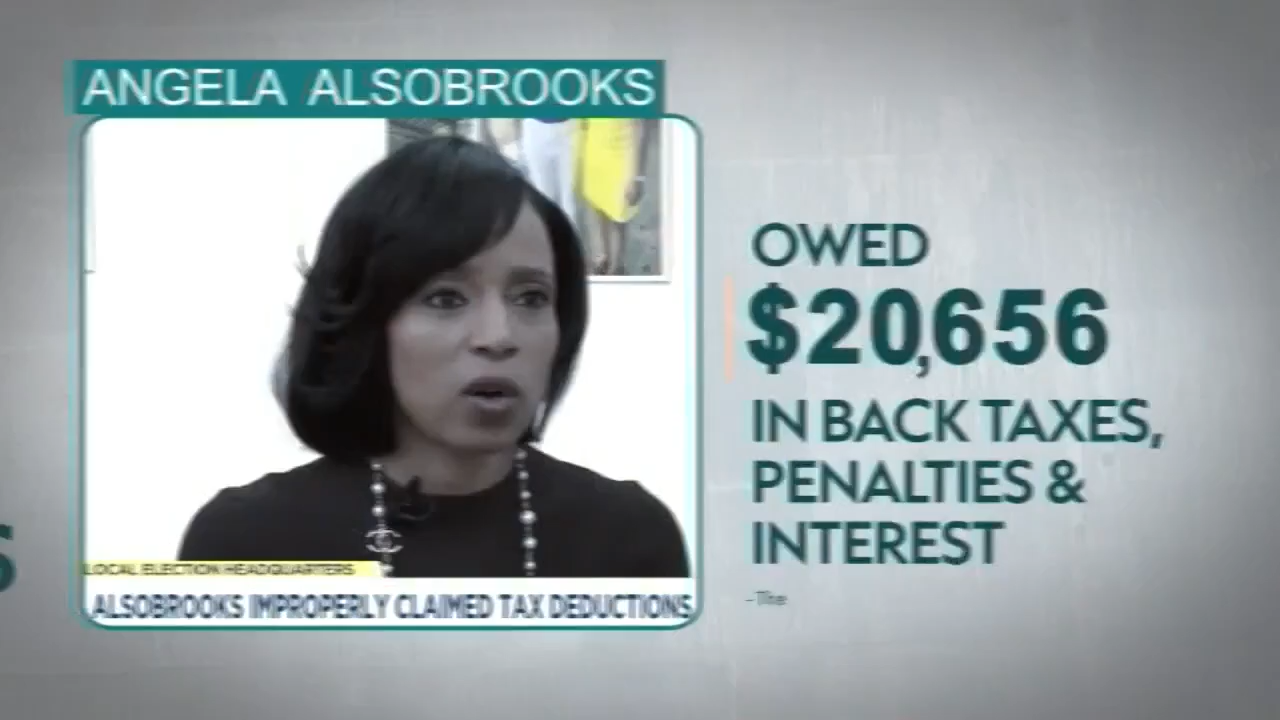 ANGELA ALSOBROOKS
OWED
$20,656
IN BACK TAXES,
PENALTIES &
INTEREST
-The
LOCAL ELECTION HEADQUARTERS
ALSOBROOKS IMPROPERLY CLAIMED TAX DEDUCTIONS
S